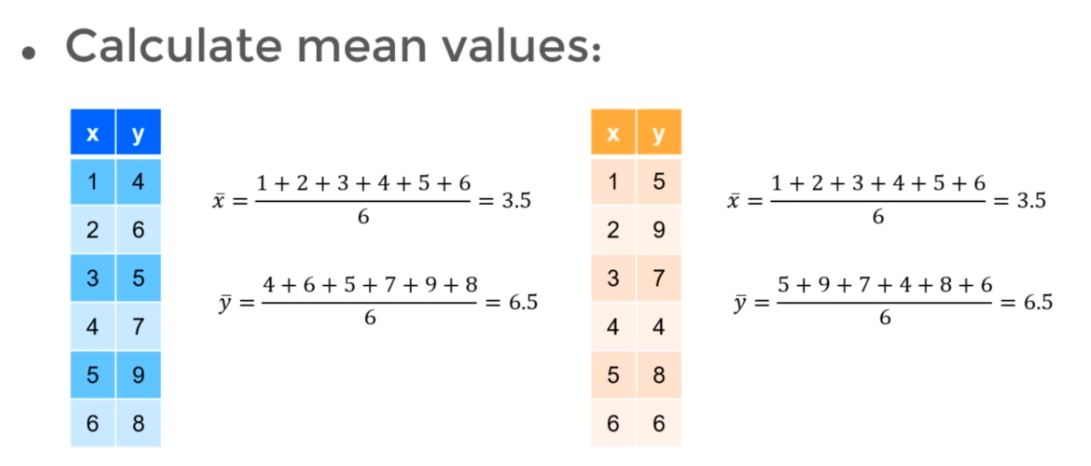 • Calculate mean values:
x y
1 4
2 6
3 5
4 7
5 9
6 8
x̄ = (1 + 2 + 3 + 4 + 5 + 6) / 6 = 3.5
ȳ = (4 + 6 + 5 + 7 + 9 + 8) / 6 = 6.5
x y
1 5
2 9
3 7
4 4
5 8
6 6
x̄ = (1 + 2 + 3 + 4 + 5 + 6) / 6 = 3.5
ȳ = (5 + 9 + 7 + 4 + 8 + 6) / 6 = 6.5